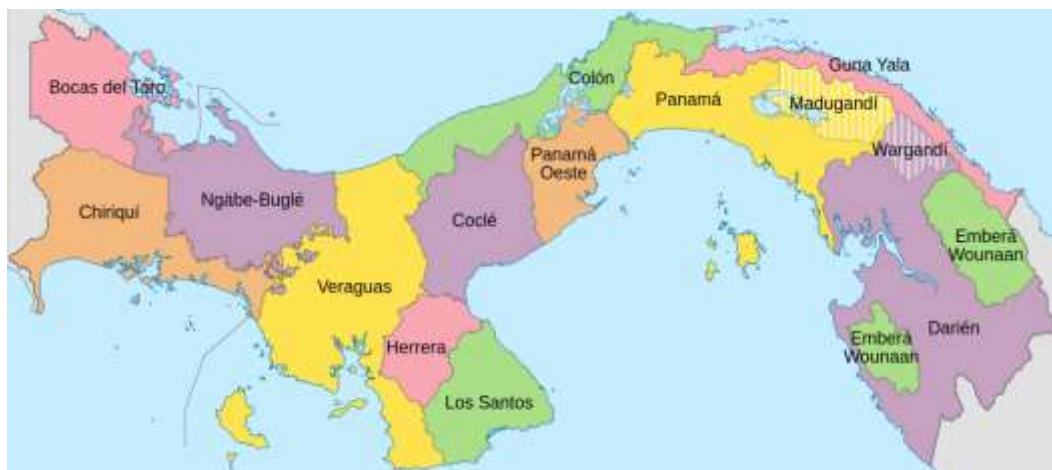 Bocas del Toro
Colón
Guna Yala
Panamá
Madugandí
Panamá
Oeste
Wargandí
Chiriquí
Ngäbe-Buglé
Coclé
Emberá
Wounaan
Veraguas
Darién
Herrera
Emberá
Wounaan
Los Santos